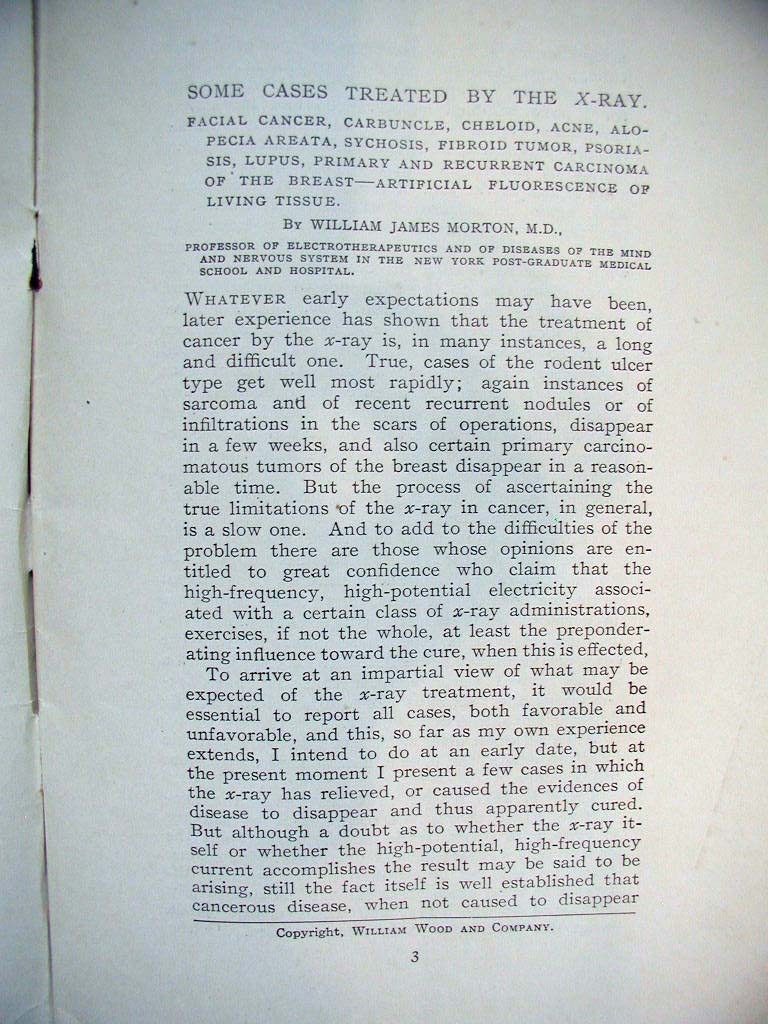 SOME CASES TREATED BY THE X-RAY.
FACIAL CANCER, CARBUNCLE, CHELOID, ACNE, ALO-
PECIA AREATA, SYCHOSIS, FIBROID TUMOR, PSORIA-
SIS, LUPUS, PRIMARY AND RECURRENT CARCINOMA
OF THE BREAST—ARTIFICIAL FLUORESCENCE OF
LIVING TISSUE.
BY WILLIAM JAMES MORTON, M.D.,
PROFESSOR OF ELECTROTHERAPEUTICS AND OF DISEASES OF THE MIND
AND NERVOUS SYSTEM IN THE NEW YORK POST-GRADUATE MEDICAL
SCHOOL AND HOSPITAL.
WHATEVER early expectations may have been,
later experience has shown that the treatment of
cancer by the x-ray is, in many instances, a long
and difficult one. True, cases of the rodent ulcer
type get well most rapidly; again instances of
sarcoma and of recent recurrent nodules or of
infiltrations in the scars of operations, disappear
in a few weeks, and also certain primary carcino-
matous tumors of the breast disappear in a reason-
able time. But the process of ascertaining the
true limitations of the x-ray in cancer, in general,
is a slow one. And to add to the difficulties of the
problem there are those whose opinions are en-
titled to great confidence who claim that the
high-frequency, high-potential electricity associ-
ated with a certain class of x-ray administrations,
exercises, if not the whole, at least the preponder-
ating influence toward the cure, when this is effected,
To arrive at an impartial view of what may be
expected of the x-ray treatment, it would be
essential to report all cases, both favorable and
unfavorable, and this, so far as my own experience
extends, I intend to do at an early date, but at
the present moment I present a few cases in which
the x-ray has relieved, or caused the evidences of
disease to disappear and thus apparently cured.
But although a doubt as to whether the x-ray it-
self or whether the high-potential, high-frequency
current accomplishes the result may be said to be
arising, still the fact itself is well established that
cancerous disease, when not caused to disappear
Copyright, WILLIAM WOOD AND COMPANY.
3